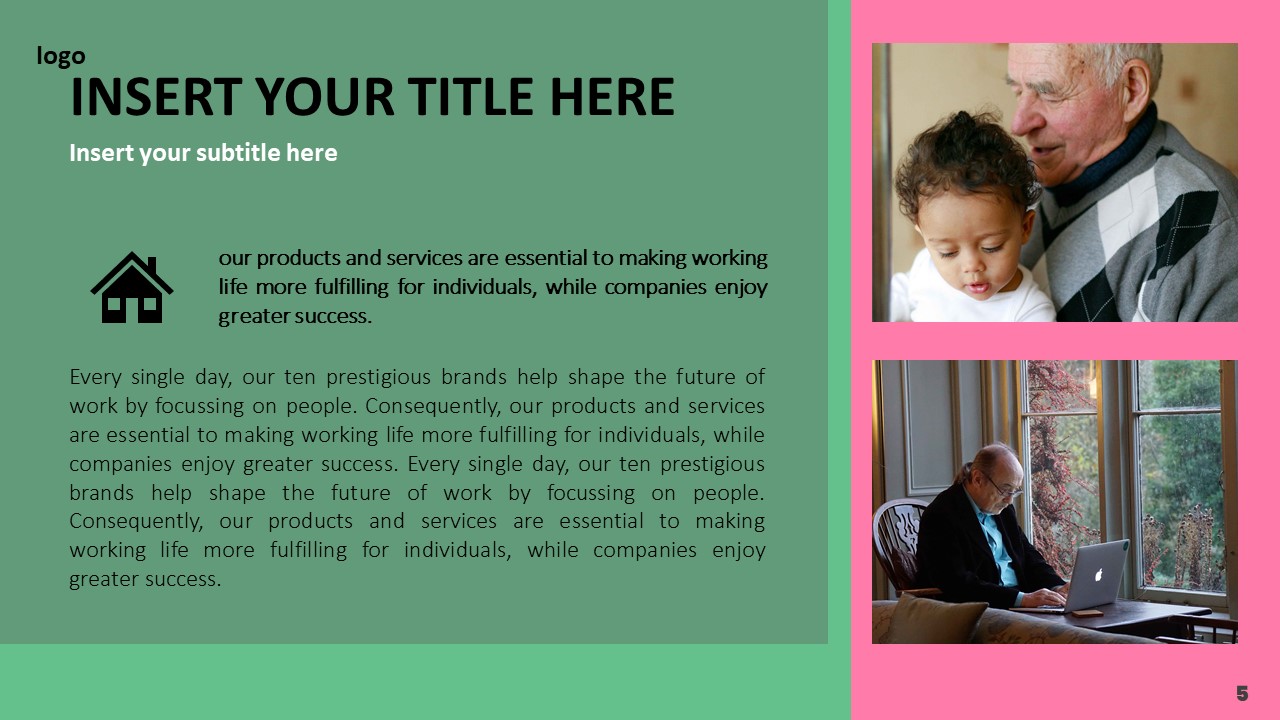 logo
INSERT YOUR TITLE HERE
Insert your subtitle here
our products and services are essential to making working
life more fulfilling for individuals, while companies enjoy
greater success.
Every single day, our ten prestigious brands help shape the future of
work by focussing on people. Consequently, our products and services
are essential to making working life more fulfilling for individuals, while
companies enjoy greater success. Every single day, our ten prestigious
brands help shape the future of work by focussing on people.
Consequently, our products and services are essential to making
working life more fulfilling for individuals, while companies enjoy
greater success.
5